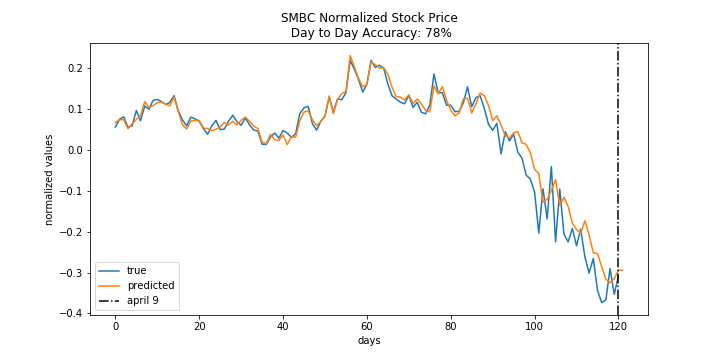 SMBC Normalized Stock Price
Day to Day Accuracy: 78%
normalized values
0.2
0.1
0.0
−0.1
−0.2
−0.3
−0.4
true
predicted
april 9
0 20 40 60 80 100 120
days